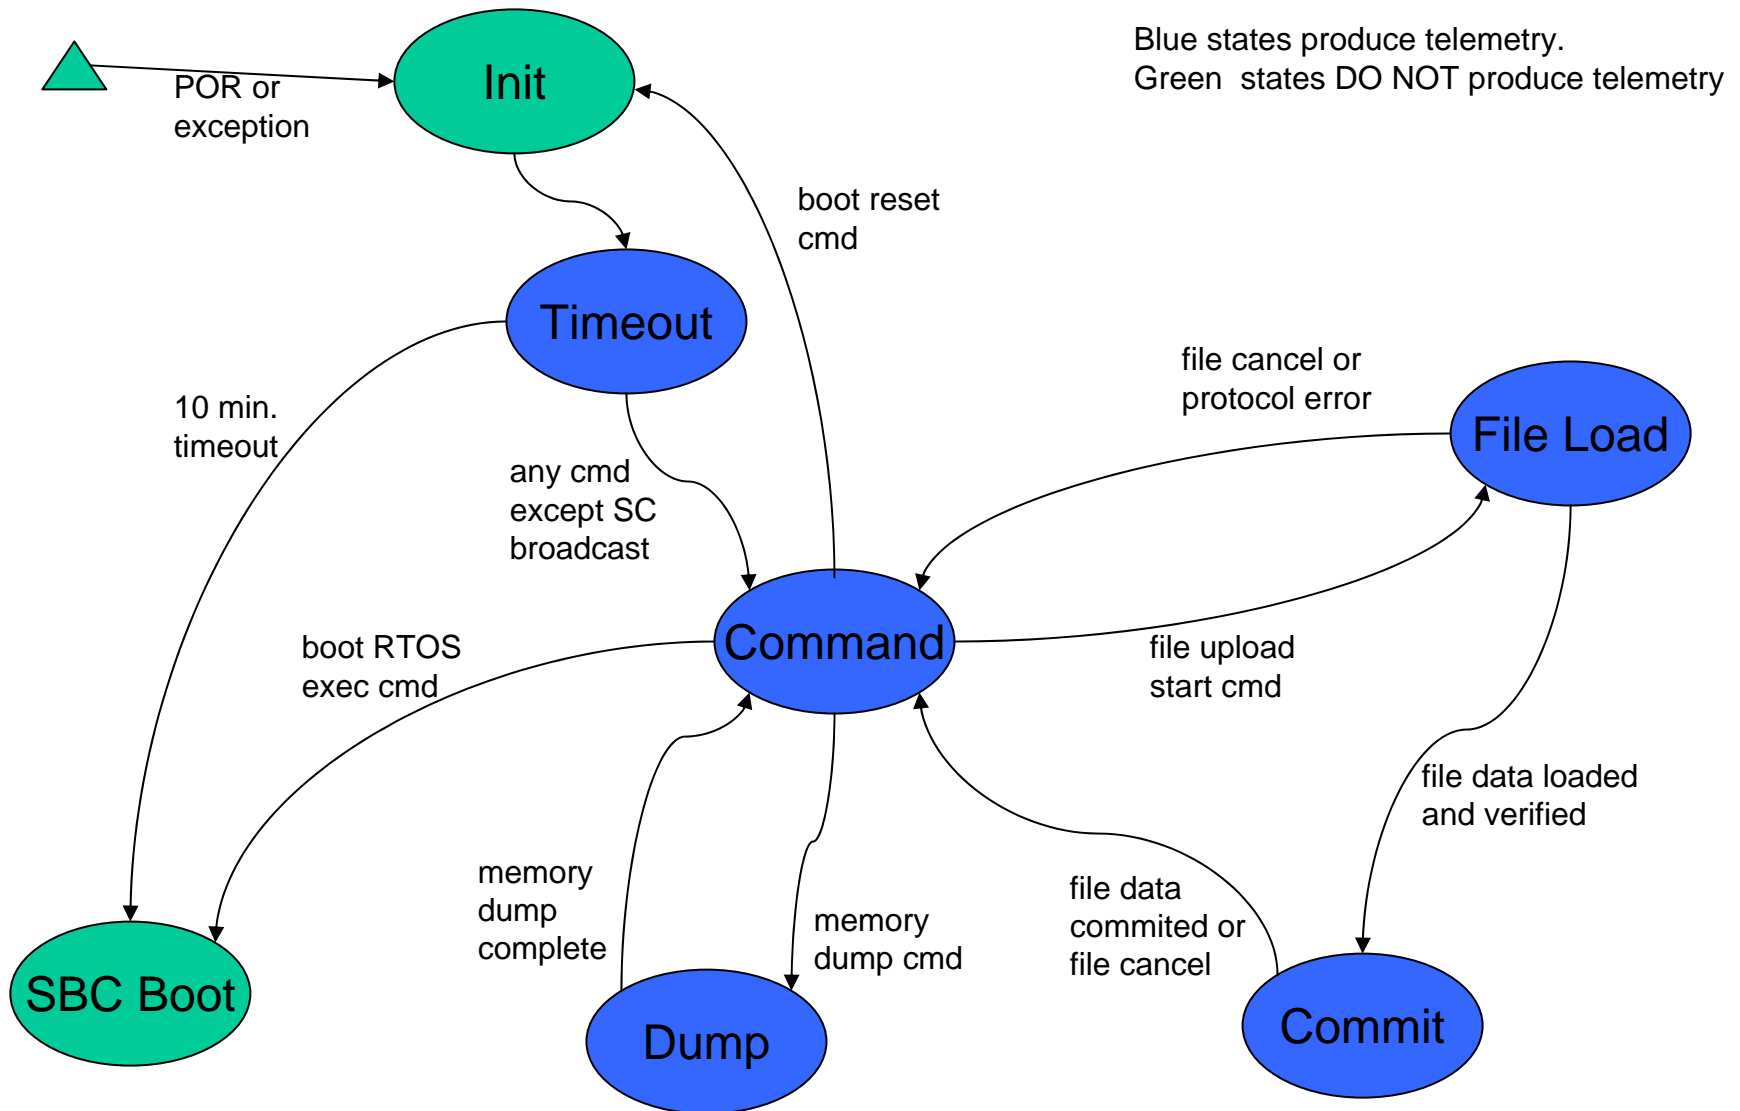 Blue states produce telemetry.
Green  states DO NOT produce telemetry
Init
POR or
exception
boot reset
cmd
Timeout
file cancel or
protocol error
File Load
10 min.
timeout
any cmd
except SC
broadcast
Command
boot RTOS
exec cmd
file upload
start cmd
file data loaded
and verified
memory
dump
complete
memory
dump cmd
file data
commited or
file cancel
SBC Boot
Dump
Commit